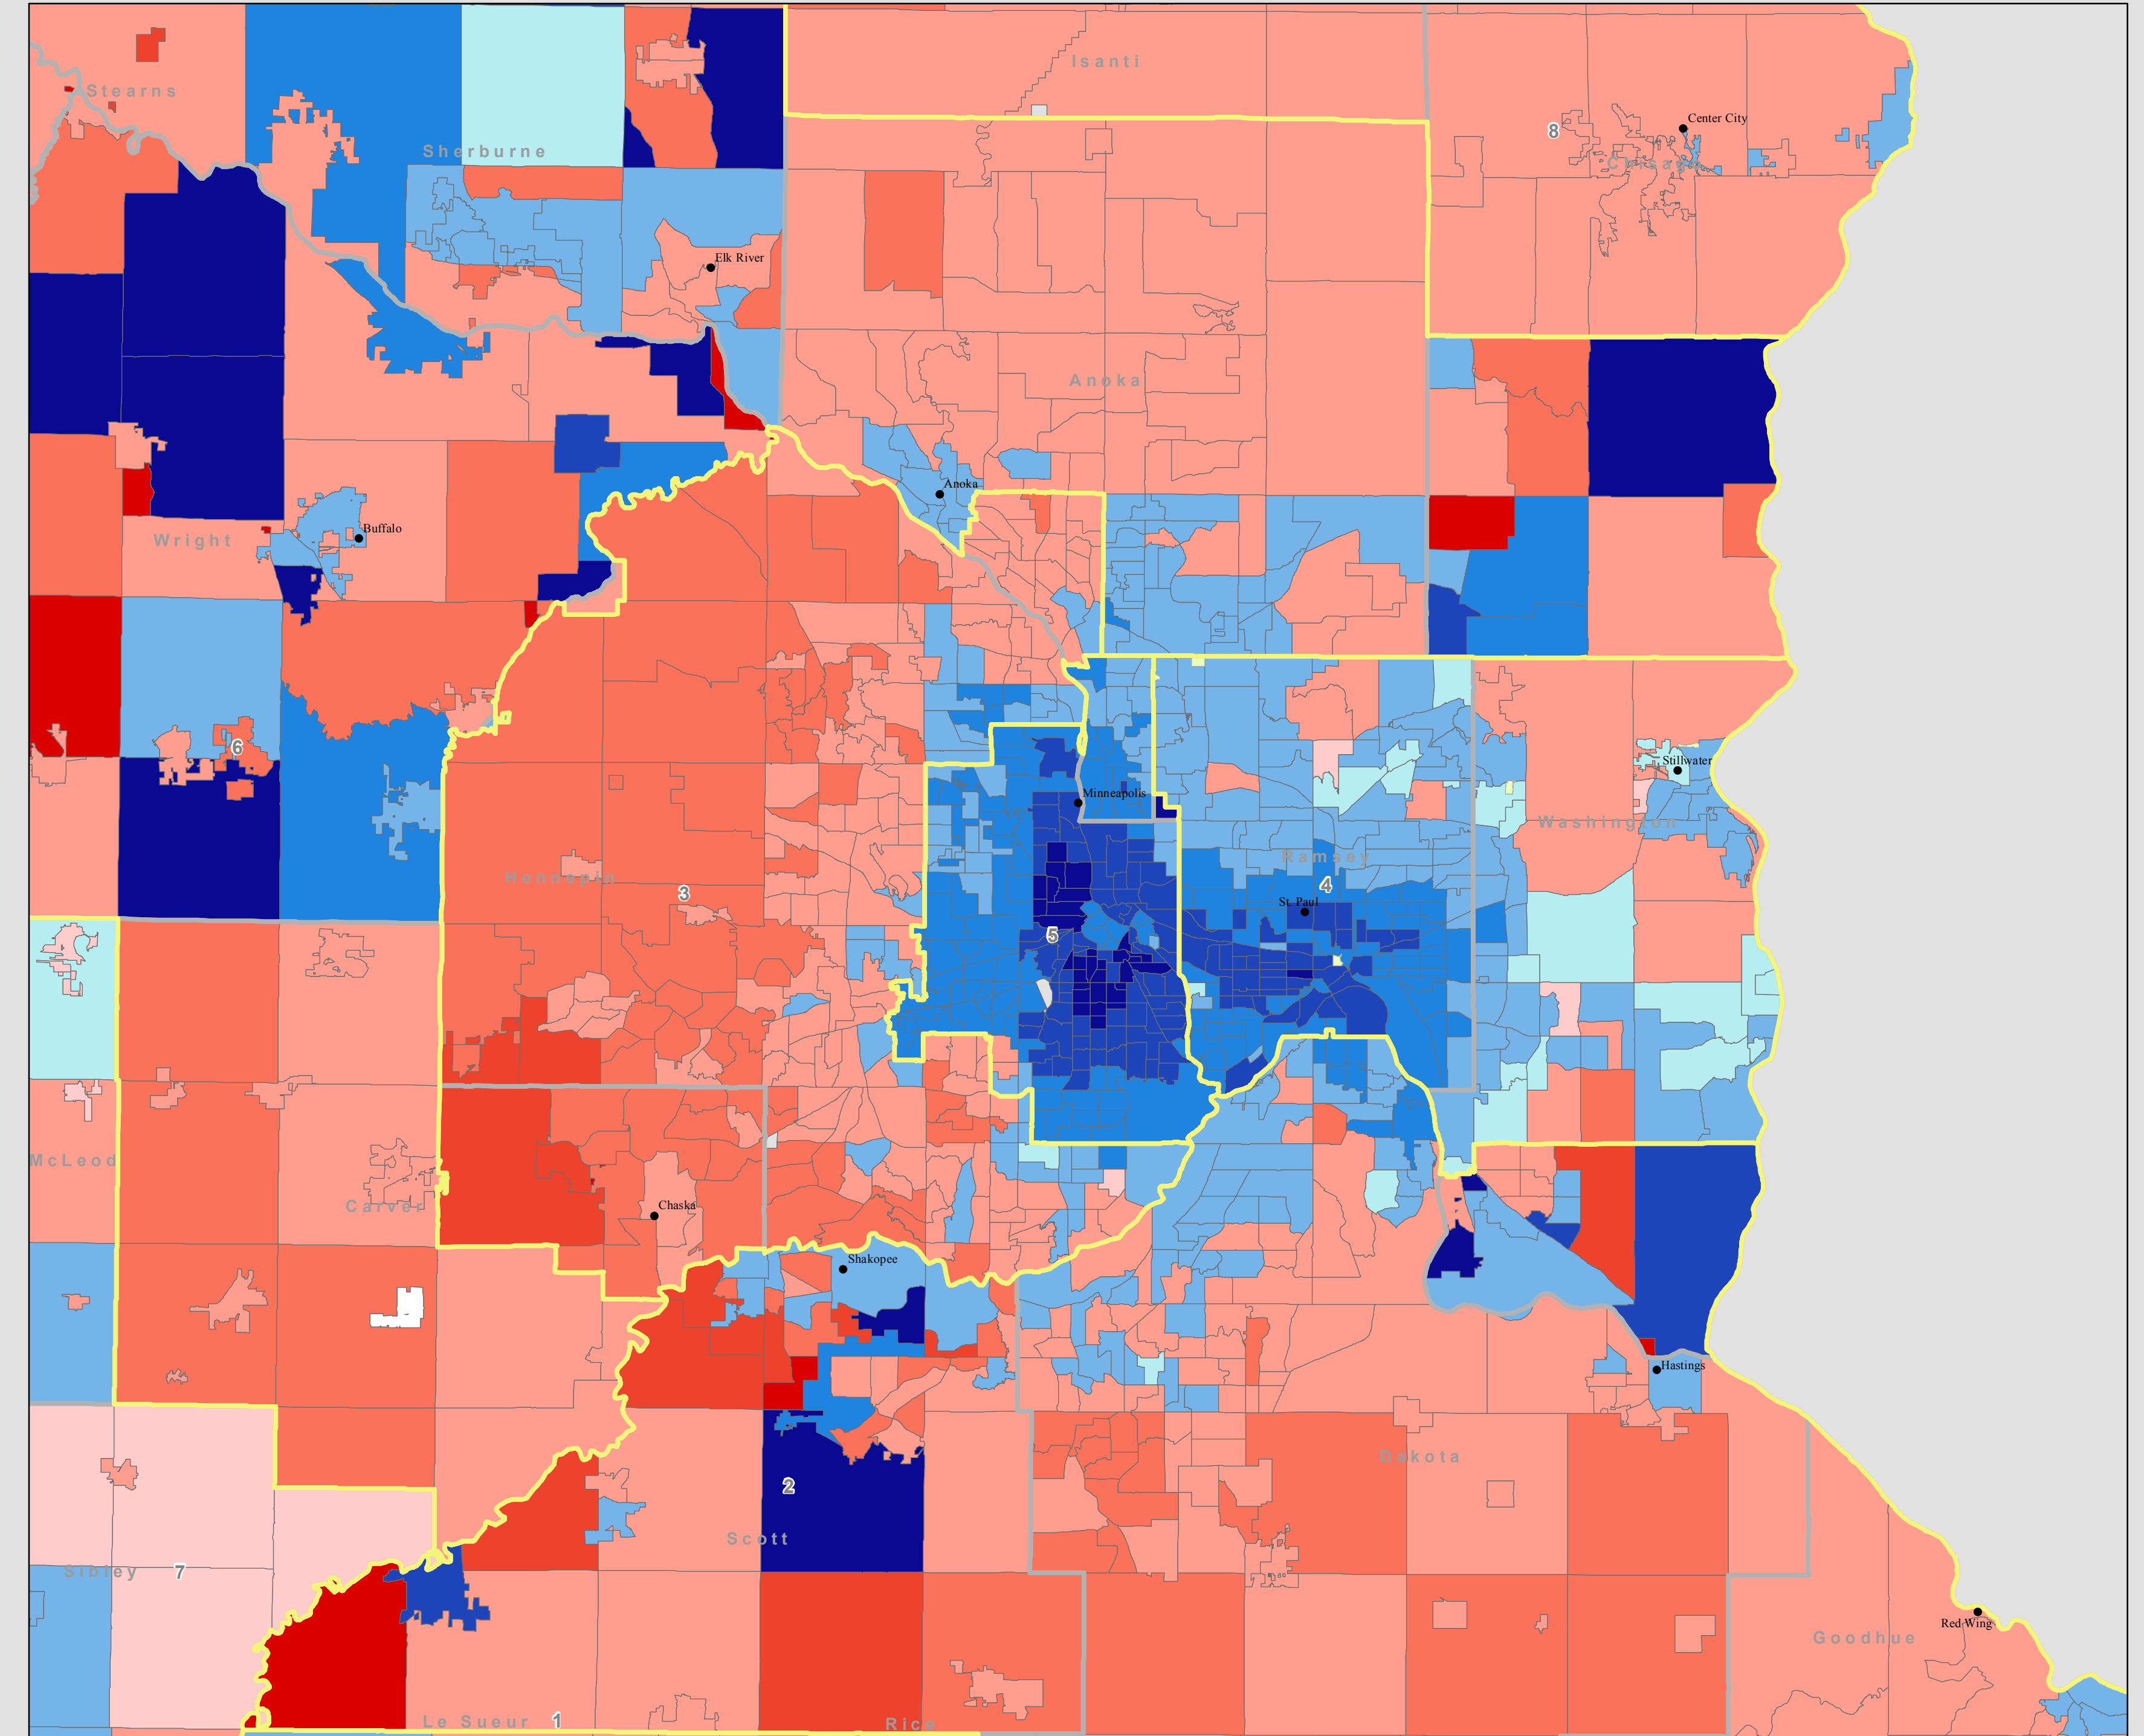 Isanti
Stearns
Center City
8
Sherburne
Chisago
Elk River
Anoka
Anoka
Buffalo
Wright
6
Stillwater
Minneapolis
Washington
Ramsey
Hennepin
3
4
St. Paul
5
McLeod
Carver
Chaska
Shakopee
Hastings
Dakota
2
Scott
Sibley
7
Red Wing
Goodhue
Le Sueur
1
Rice